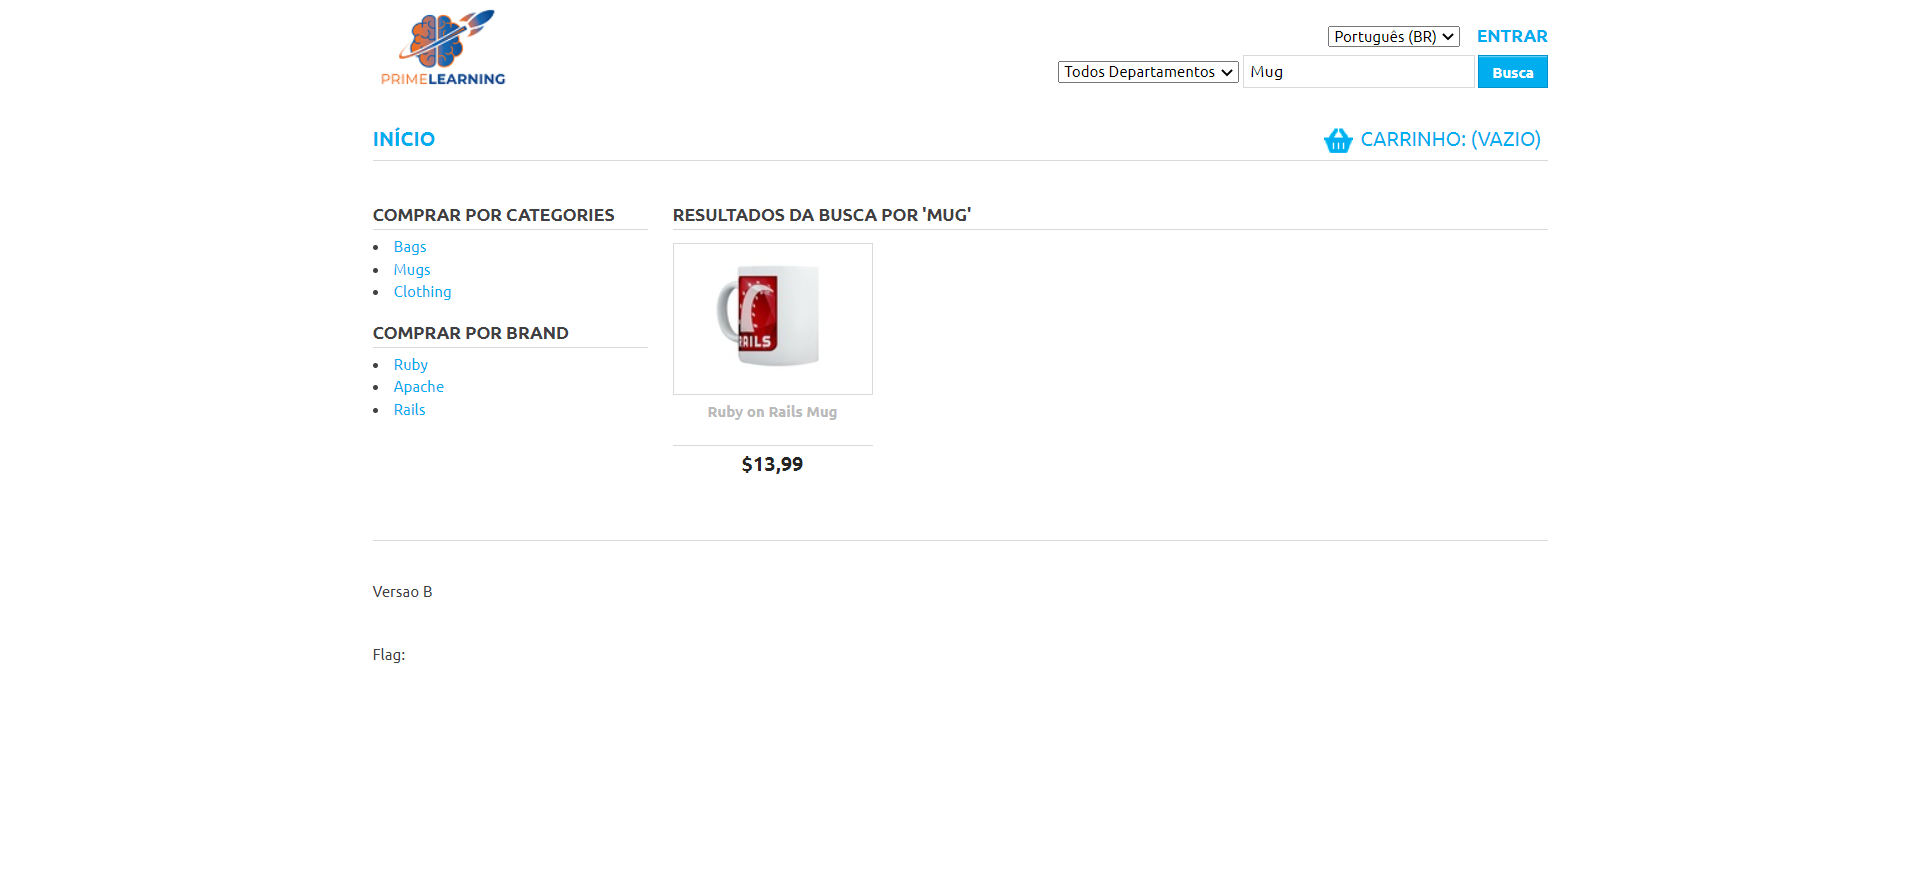 PRIMELEARNING
Português (BR) ENTRAR
Todos Departamentos Mug Busca
INÍCIO CARRINHO: (VAZIO)
COMPRAR POR CATEGORIES
Bags
Mugs
Clothing
COMPRAR POR BRAND
Ruby
Apache
Rails
RESULTADOS DA BUSCA POR 'MUG'
RAILS
Ruby on Rails Mug
$13,99
Versao B
Flag: